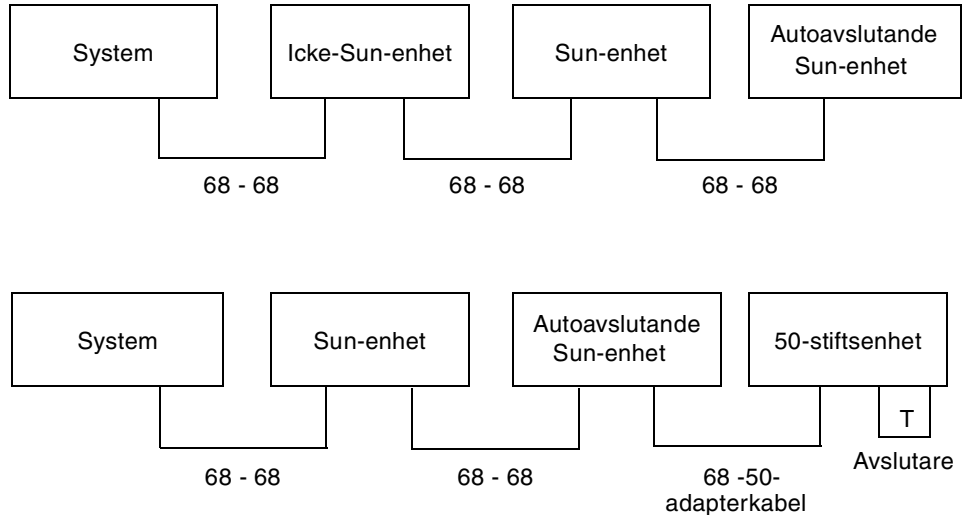 System
Icke-Sun-enhet
Sun-enhet
Autoavslutande
Sun-enhet
68 - 68
68 - 68
68 - 68
System
Sun-enhet
Autoavslutande
Sun-enhet
50-stiftsenhet
T
Avslutare
68 - 68
68 - 68
68 -50-
adapterkabel